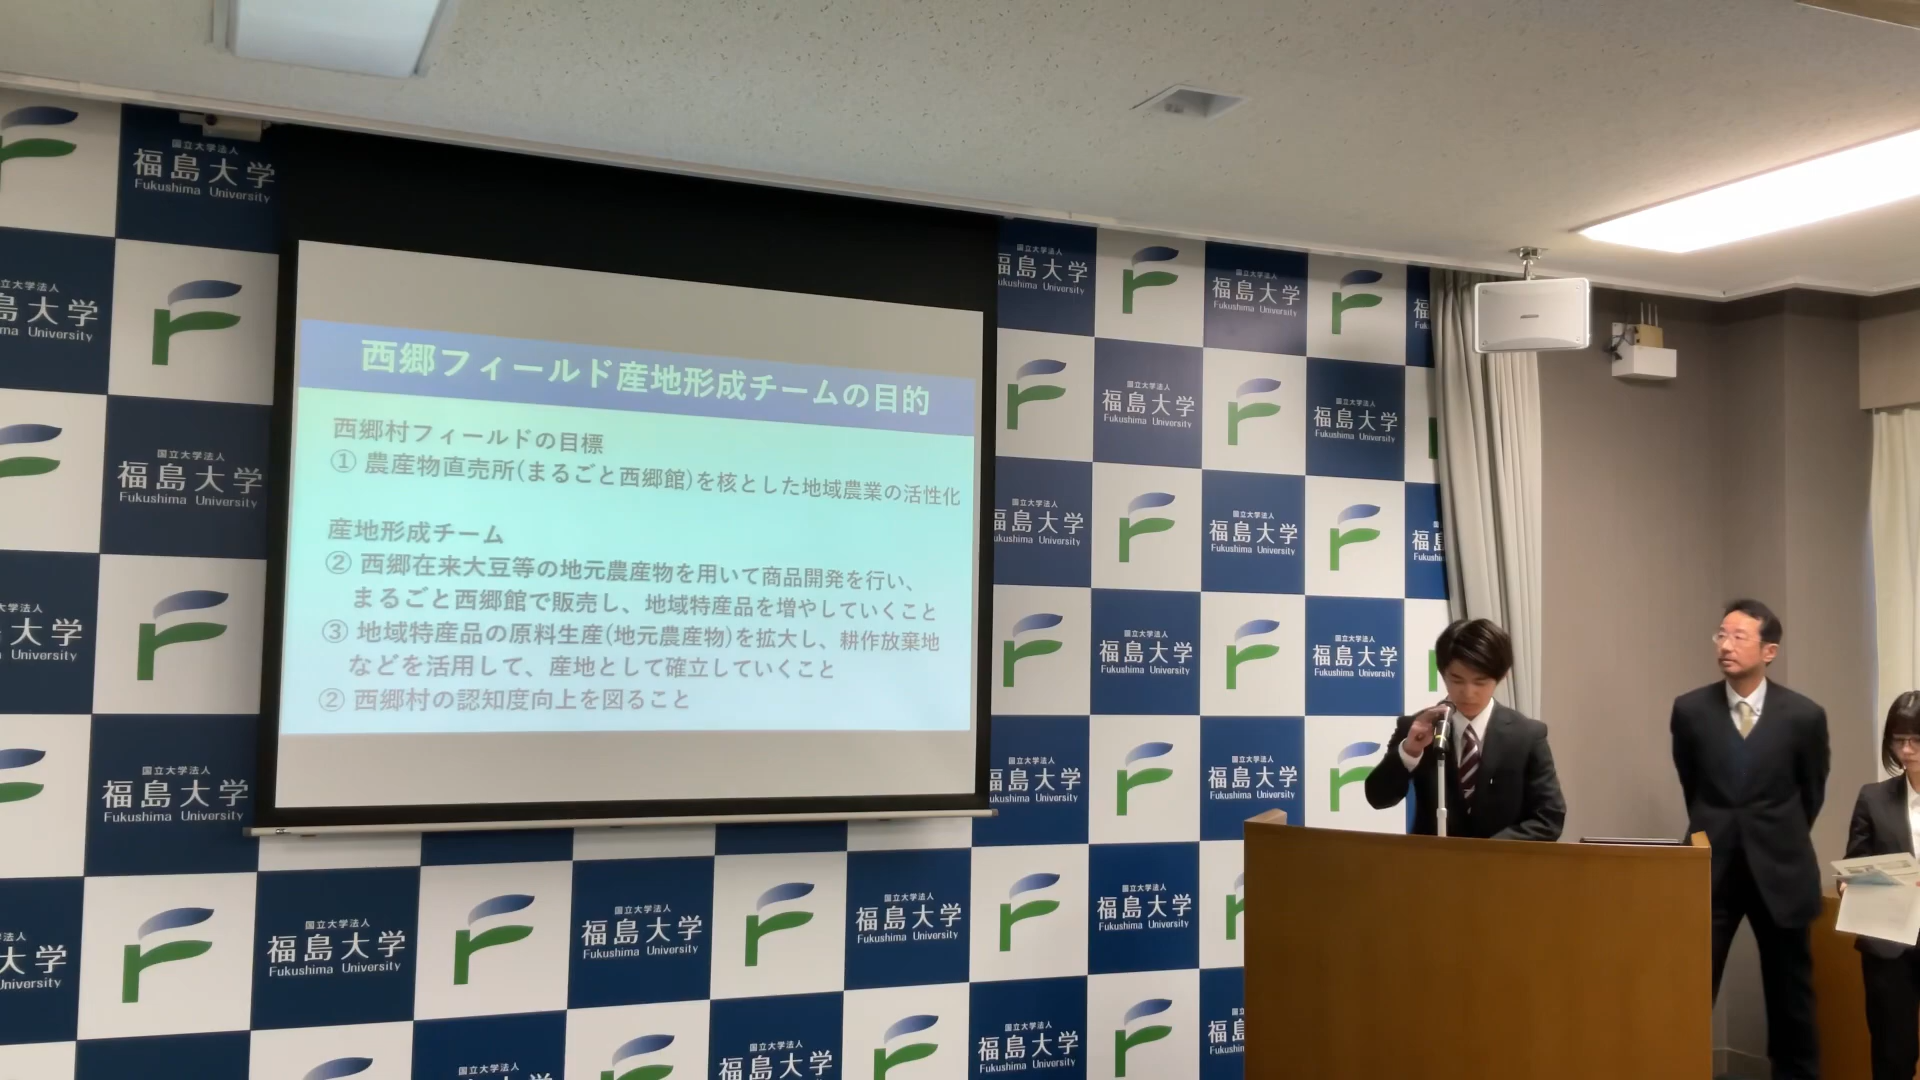 西郷フィールド産地形成チームの目的
西郷村フィールドの目標
① 農産物直売所(まるごと西郷館)を核とした地域農業の活性化
産地形成チーム
② 西郷在来大豆等の地元農産物を用いて商品開発を行い、
まるごと西郷館で販売し、地域特産品を増やしていくこと
③ 地域特産品の原料生産(地元農産物)を拡大し、耕作放棄地
などを活用して、産地として確立していくこと
② 西郷村の認知度向上を図ること
国立大学法人
福島大学
Fukushima University